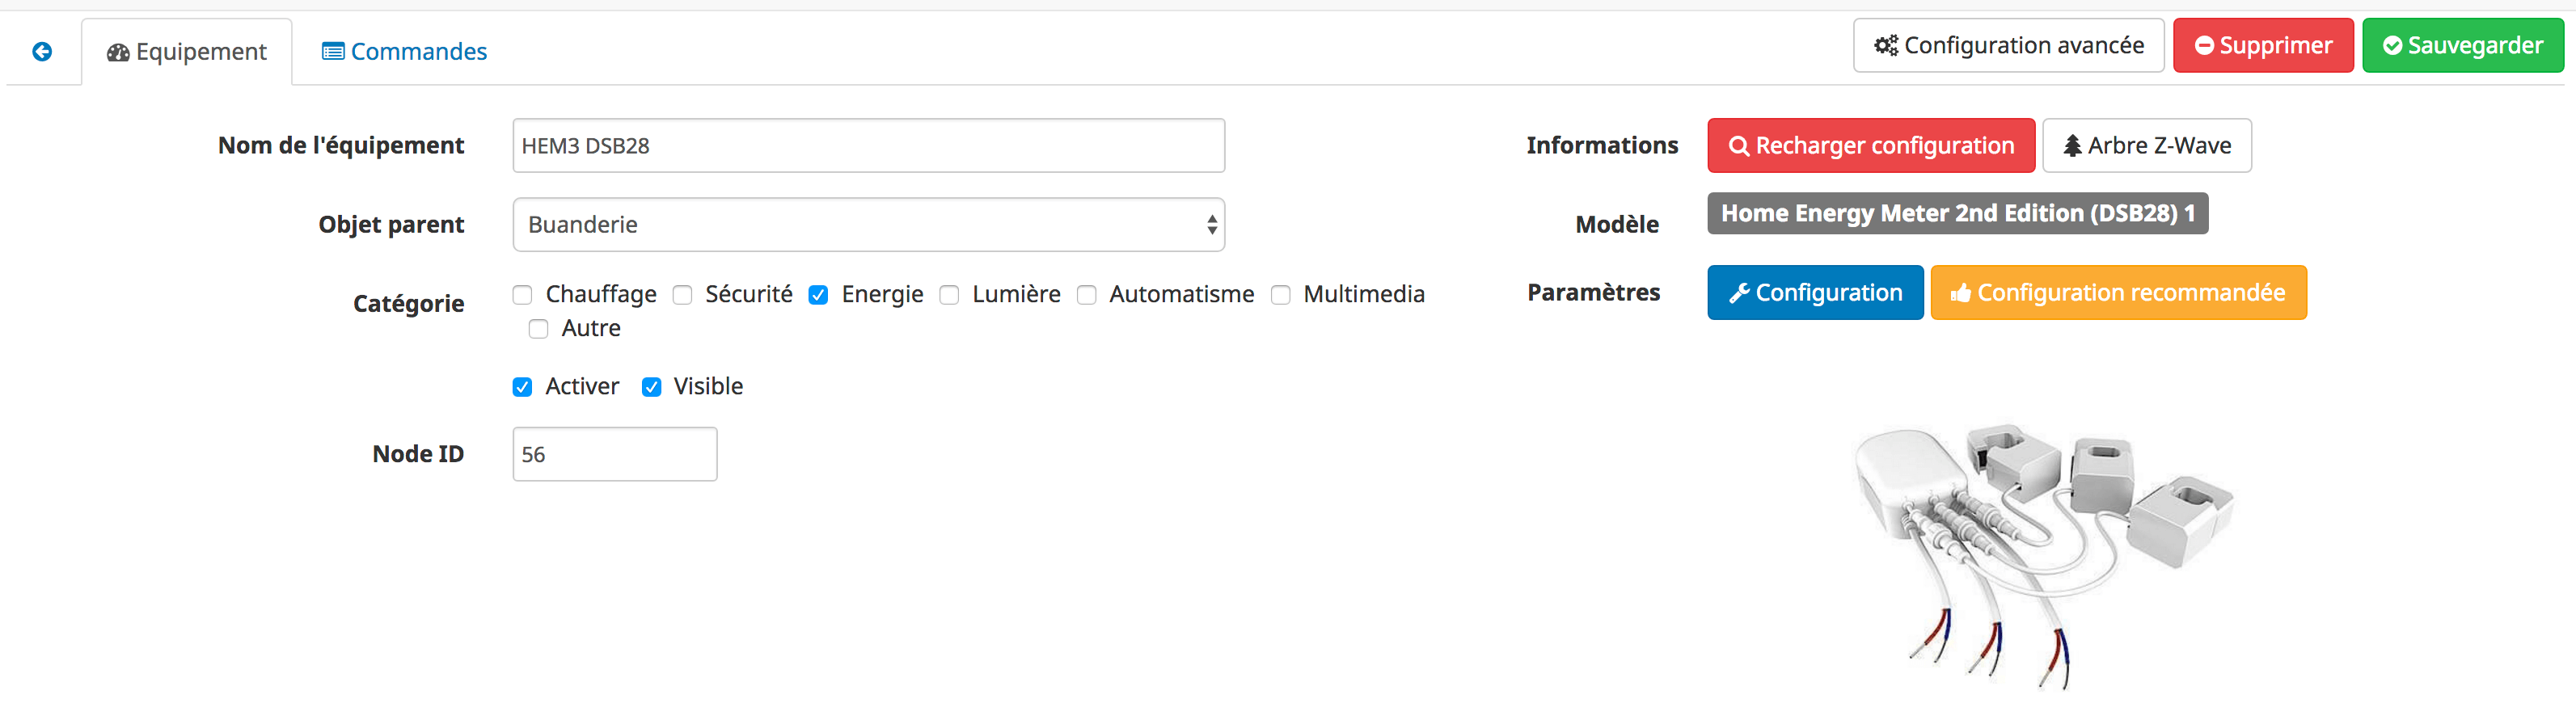 Equipement Commandes Configuration avancée Supprimer Sauvegarder
Nom de l'équipement HEM3 DSB28 Informations Recharger configuration Arbre Z-Wave
Objet parent Buanderie Modèle Home Energy Meter 2nd Edition (DSB28) 1
Catégorie Chauffage Sécurité Energie Lumière Automatisme Multimedia Paramètres Configuration Configuration recommandée
Autre
Activer Visible
Node ID 56